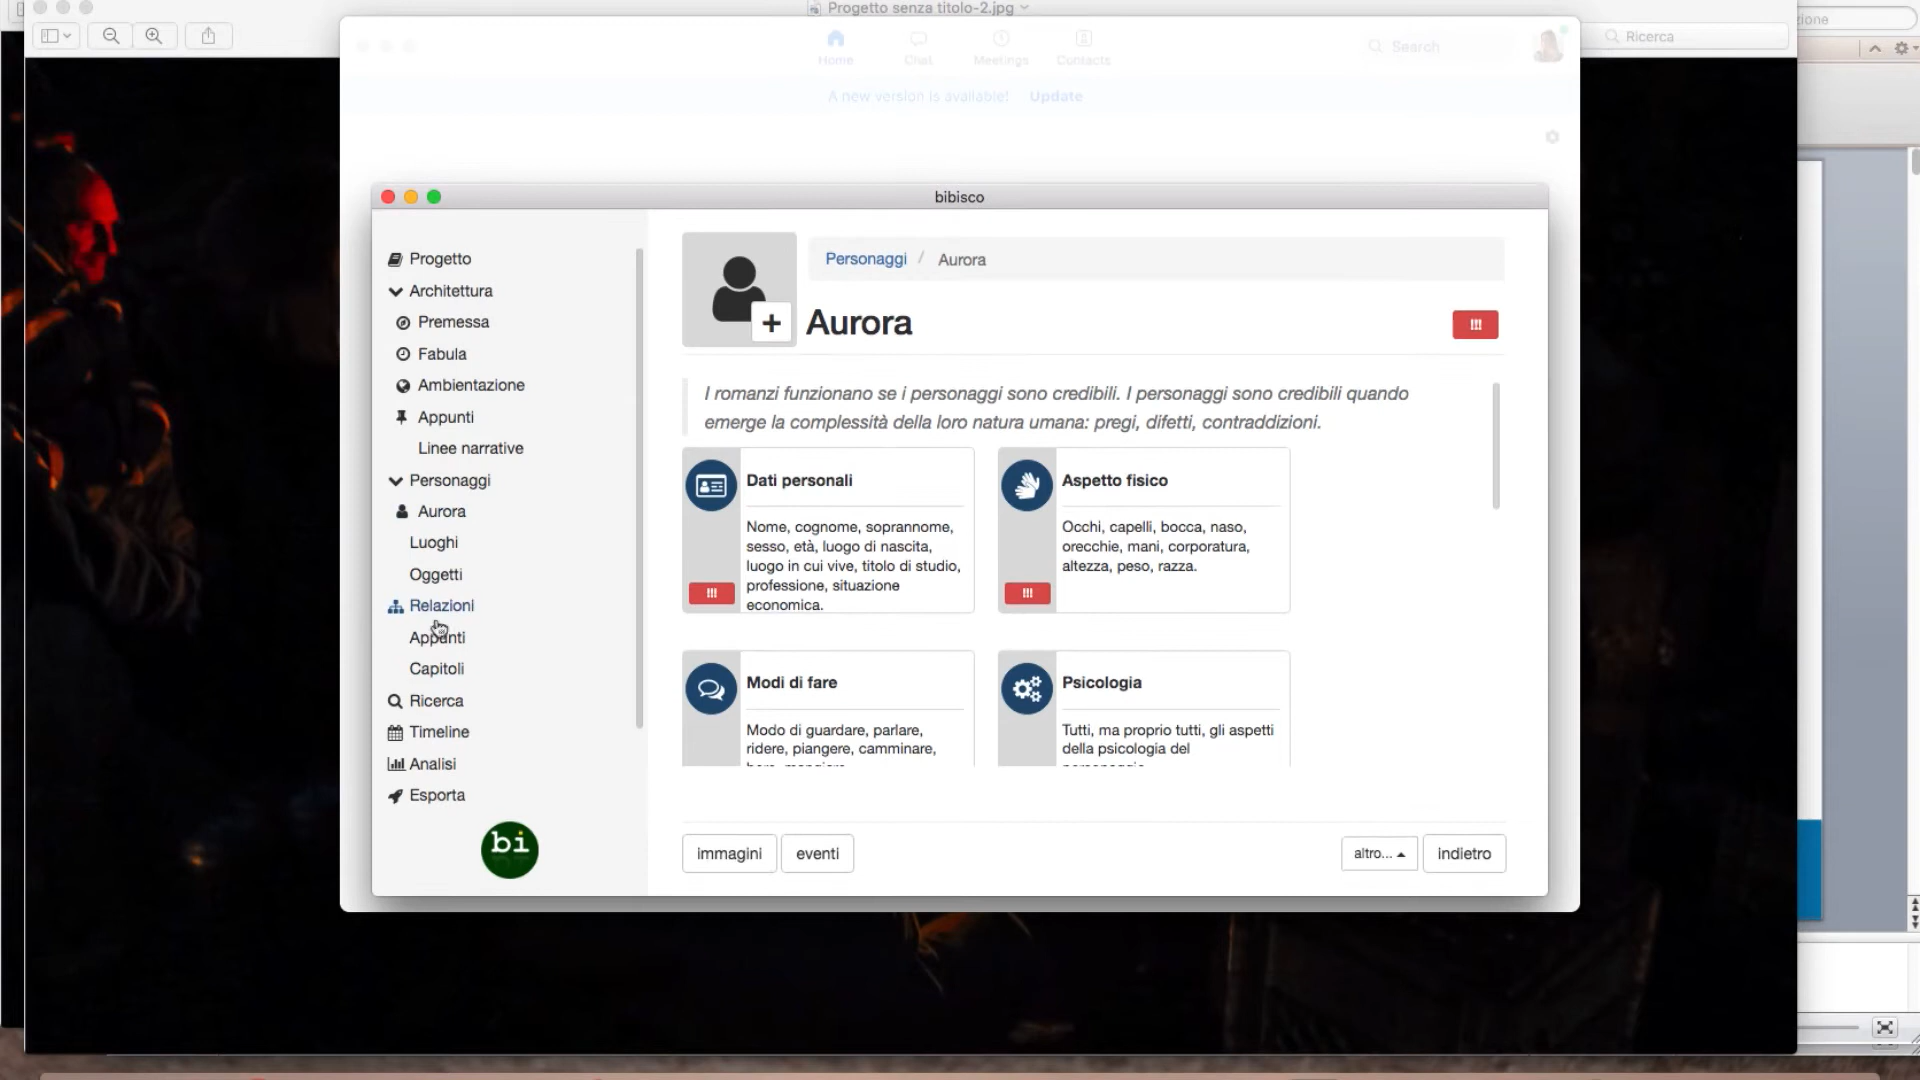 Progetto senza titolo-2.jpg
zione
Ricerca
Home
Chat
Meetings
Contacts
Search
A new version is available! Update
bibisco
Progetto
Architettura
Premessa
Fabula
Ambientazione
Appunti
Linee narrative
Personaggi
Aurora
Luoghi
Oggetti
Relazioni
Appunti
Capitoli
Ricerca
Timeline
Analisi
Esporta
bi
Personaggi / Aurora
Aurora
!!!
I romanzi funzionano se i personaggi sono credibili. I personaggi sono credibili quando
emerge la complessità della loro natura umana: pregi, difetti, contraddizioni.
Dati personali
Nome, cognome, soprannome,
sesso, età, luogo di nascita,
luogo in cui vive, titolo di studio,
professione, situazione
economica.
!!!
Aspetto fisico
Occhi, capelli, bocca, naso,
orecchie, mani, corporatura,
altezza, peso, razza.
!!!
Modi di fare
Modo di guardare, parlare,
ridere, piangere, camminare,
Psicologia
Tutti, ma proprio tutti, gli aspetti
della psicologia del
immagini
eventi
altro...
indietro